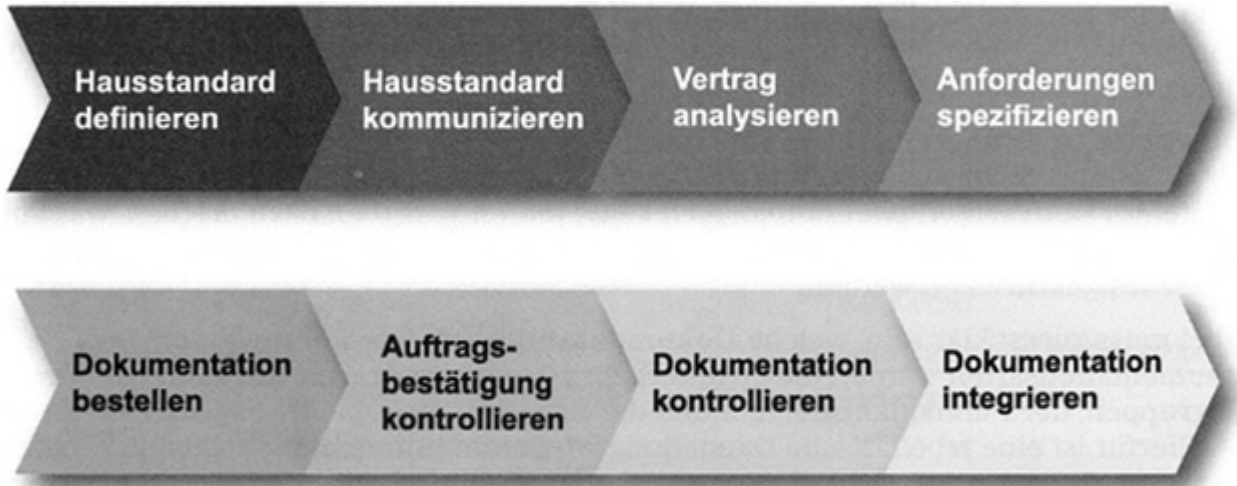 Hausstandard
definieren
Hausstandard
kommunizieren
Vertrag
analysieren
Anforderungen
spezifizieren
Dokumentation
bestellen
Auftrags-
bestätigung
kontrollieren
Dokumentation
kontrollieren
Dokumentation
integrieren